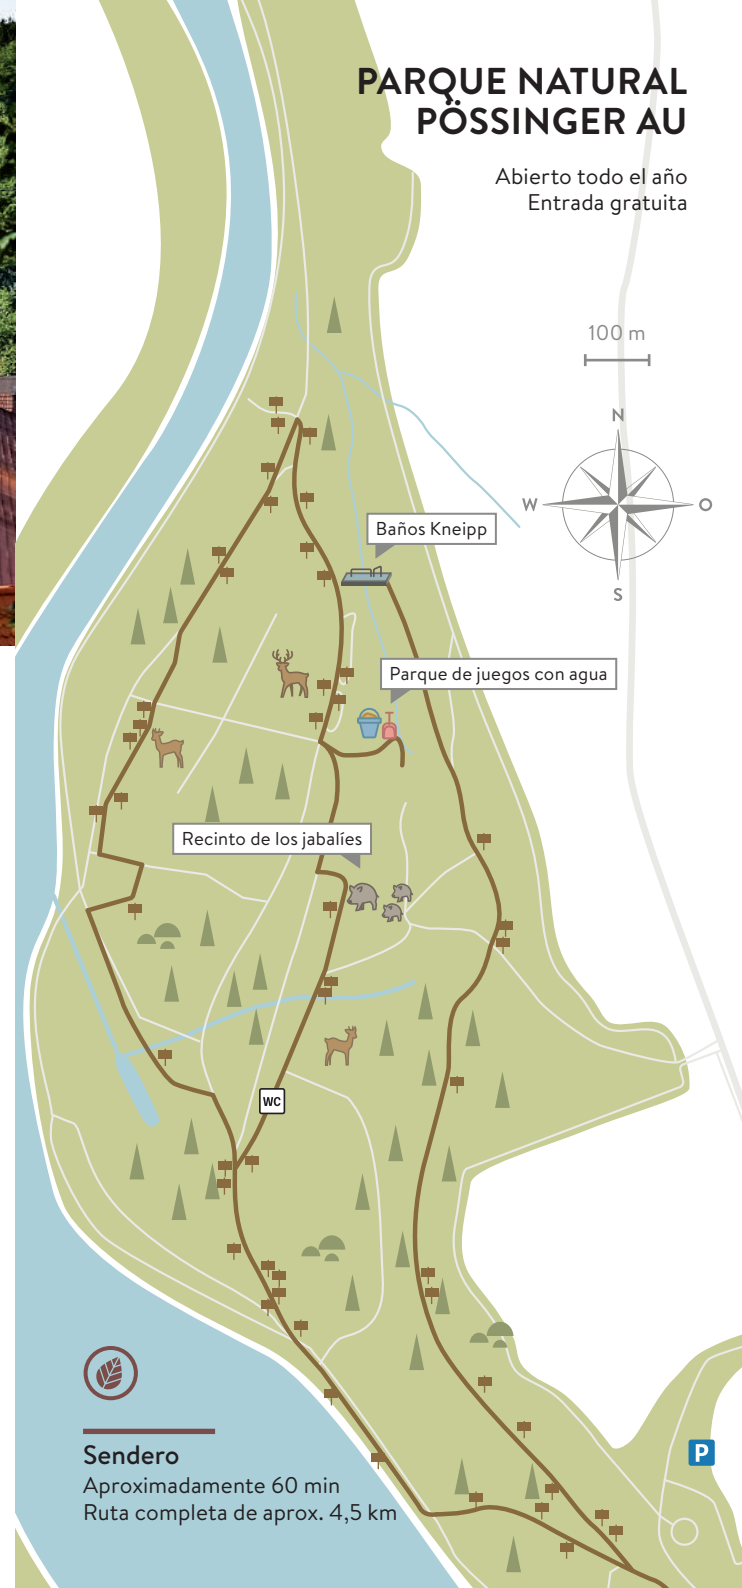 PARQUE NATURAL
PÖSSINGER AU
Abierto todo el año
Entrada gratuita
100 m
N
W
O
S
Baños Kneipp
Parque de juegos con agua
Recinto de los jabalíes
WC
P
Sendero
Aproximadamente 60 min
Ruta completa de aprox. 4,5 km